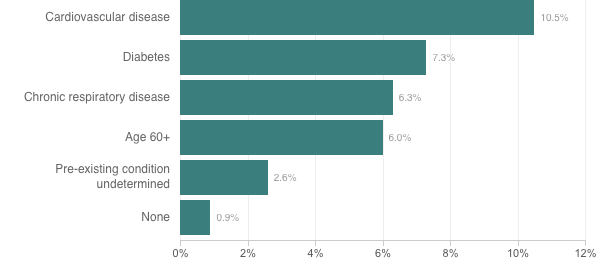 Cardiovascular disease 10.5%
Diabetes 7.3%
Chronic respiratory disease 6.3%
Age 60+ 6.0%
Pre-existing condition
undetermined 2.6%
None 0.9%
0% 2% 4% 6% 8% 10% 12%